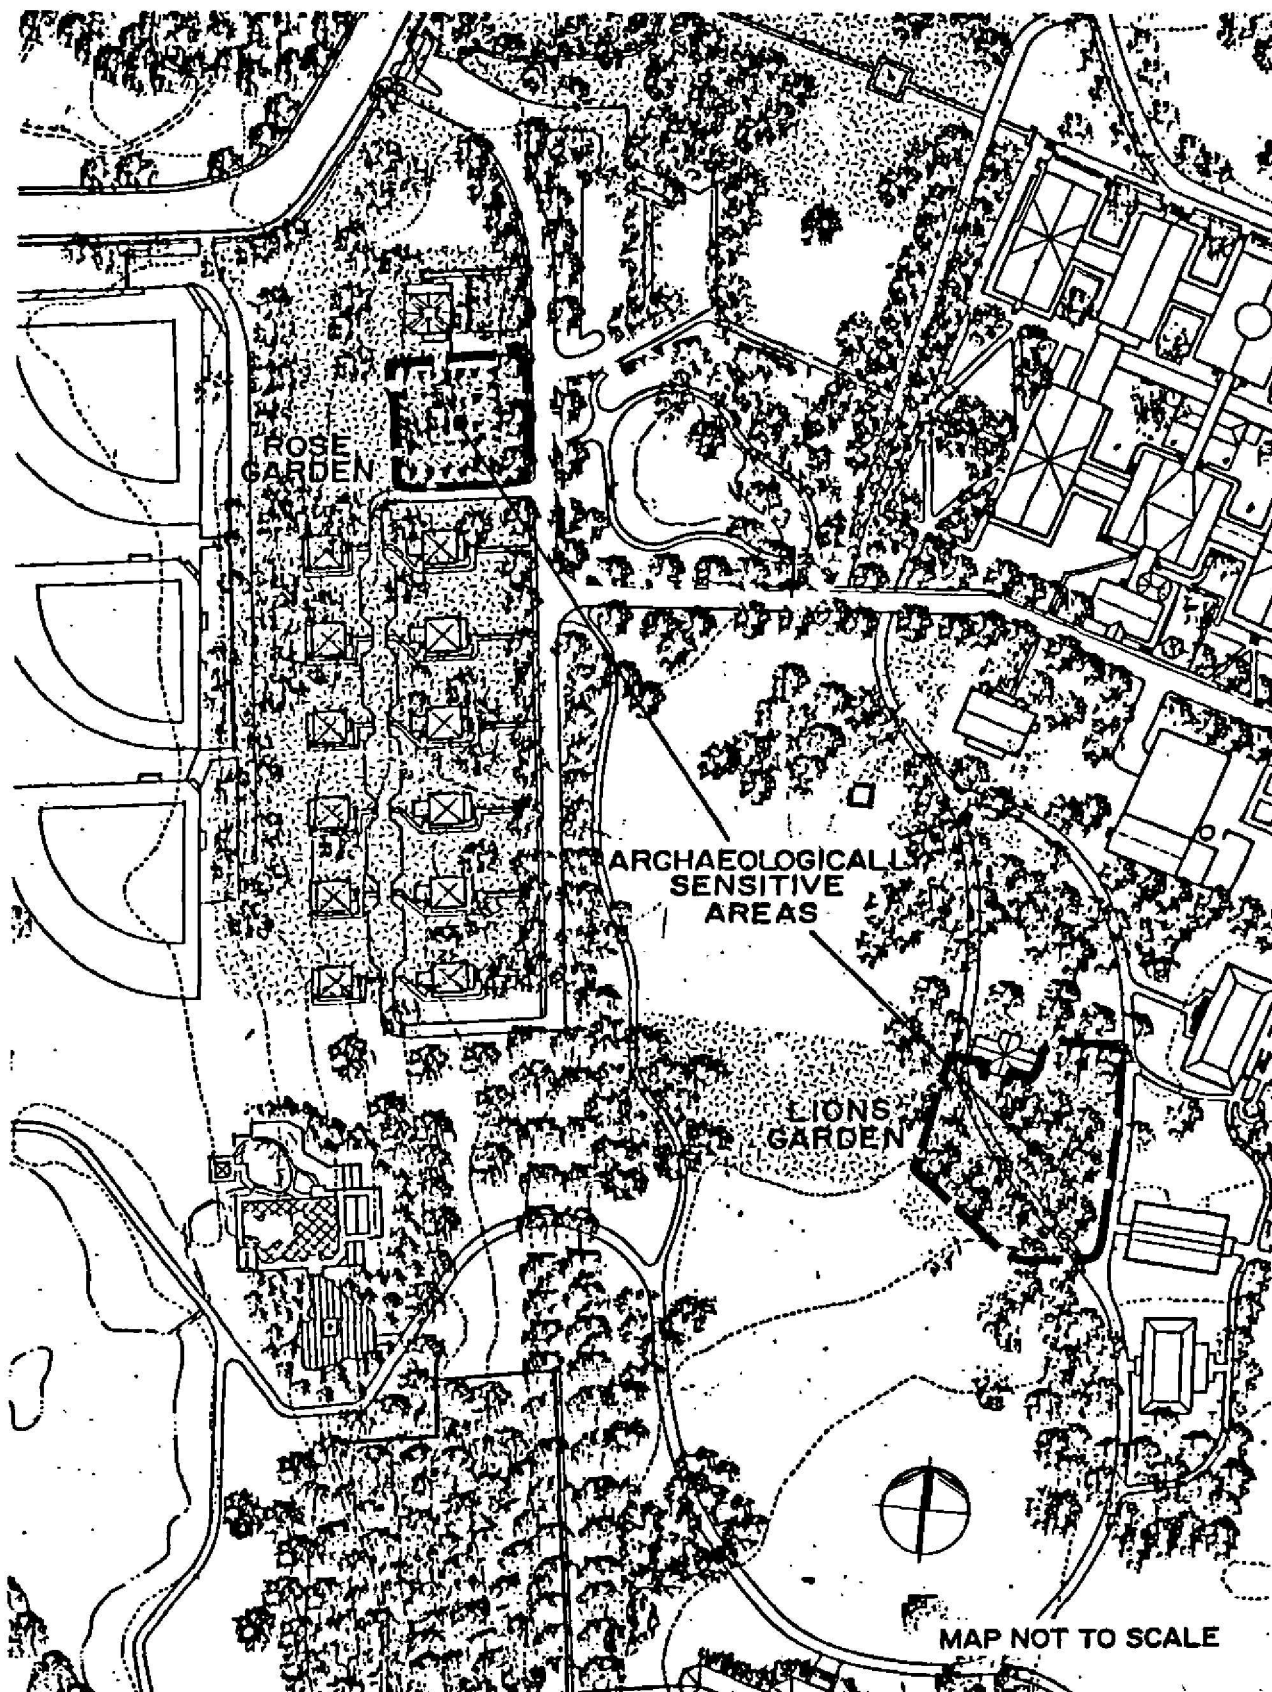 ROSE
GARDEN
ARCHAEOLOGICALLY
SENSITIVE
AREAS
LIONS
GARDEN
MAP NOT TO SCALE